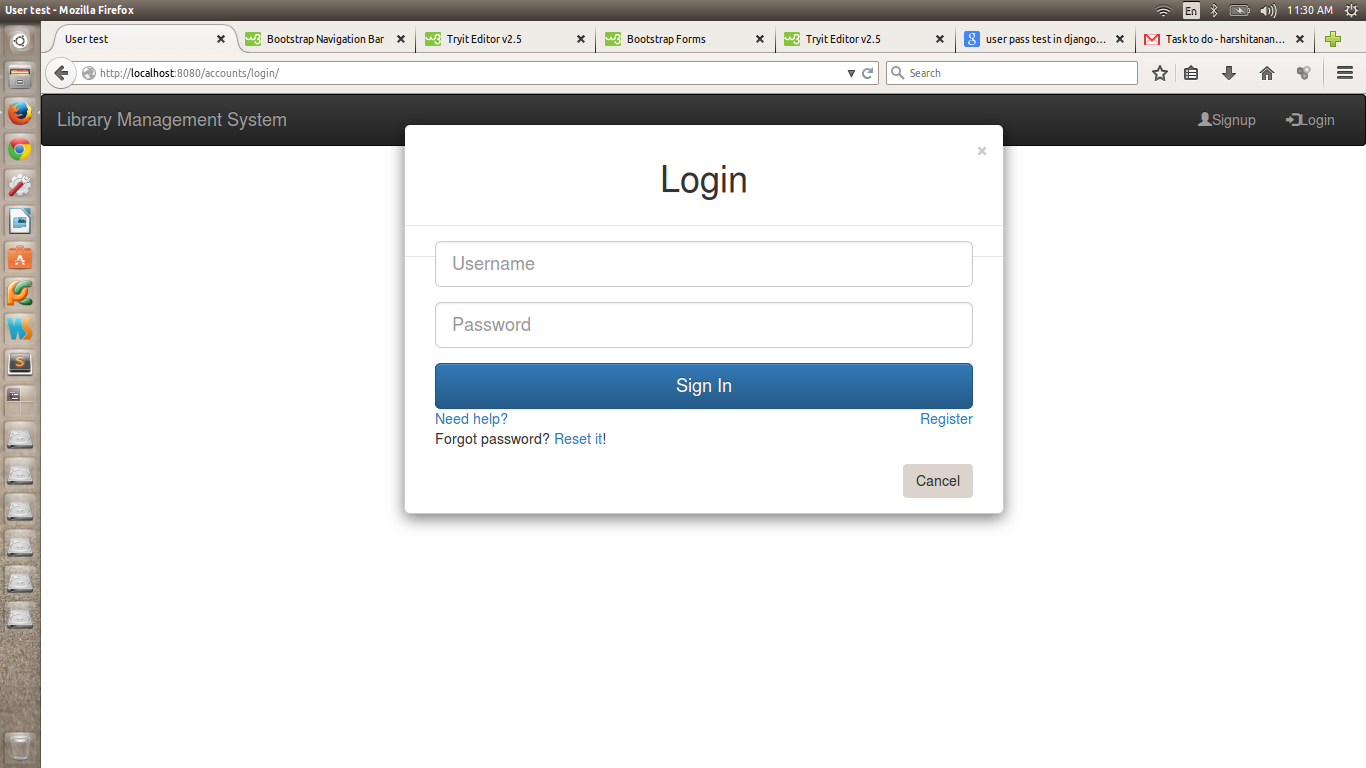 User test - Mozilla Firefox
En
11:30 AM
User test
Bootstrap Navigation Bar
Tryit Editor v2.5
Bootstrap Forms
Tryit Editor v2.5
user pass test in django...
Task to do - harshitanan...
http://localhost:8080/accounts/login/
Search
Library Management System
Signup
Login
×
Login
Username
Password
Sign In
Need help?
Register
Forgot password? Reset it!
Cancel